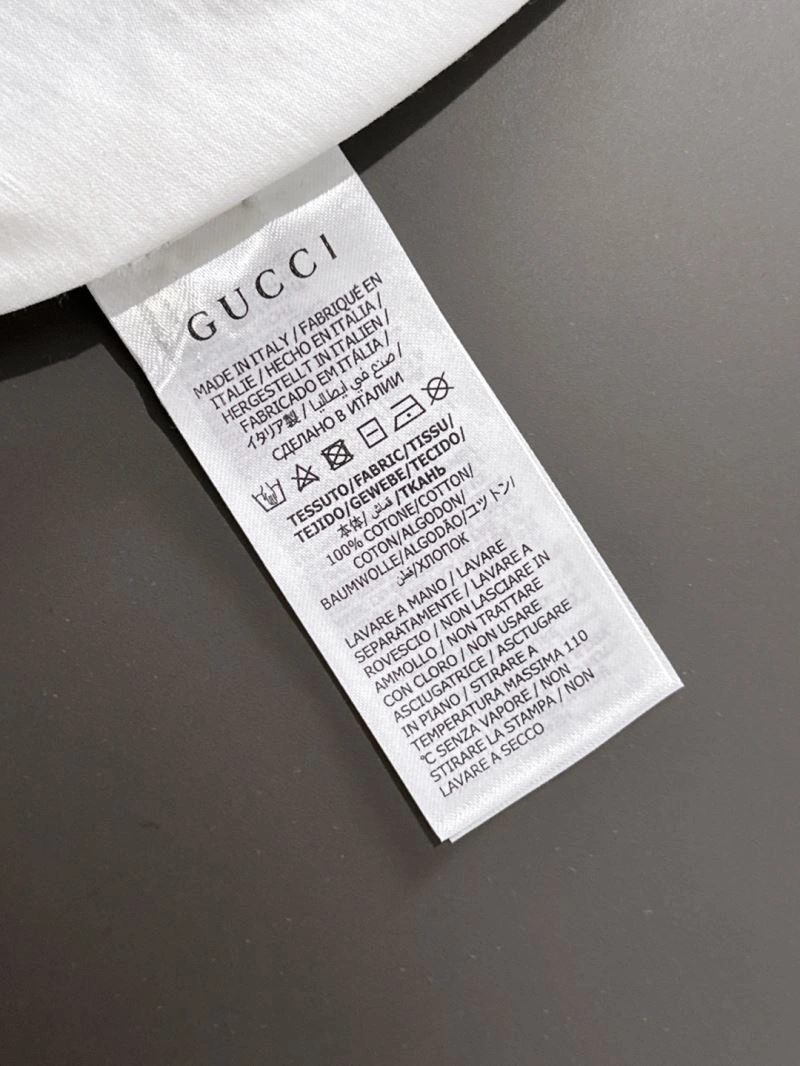 GUCCI
MADE IN ITALY / FABRIQUÉ EN
ITALIE / HECHO EN ITALIA /
HERGESTELLT IN ITALIEN /
FABRICADO EM ITÁLIA /
イタリア製 / صنع في ايطاليا /
СДЕЛАНО В ИТАЛИИ
TESSUTO/FABRIC/TISSU/
TEJIDO/GEWEBE/TECIDO/
本体/ قماش /ТКАНЬ
100% COTONE/COTTON/
COTON/ALGODON/
BAUMWOLLE/ALGODÃO/コットン/
قطن/ХЛОПОК
LAVARE A MANO / LAVARE
SEPARATAMENTE / LAVARE A
ROVESCIO / NON LASCIARE IN
AMMOLLO / NON TRATTARE
CON CLORO / NON USARE
ASCIUGATRICE / ASCTUGARE
IN PIANO / STIRARE A
TEMPERATURA MASSIMA 110
℃ SENZA VAPORE / NON
STIRARE LA STAMPA / NON
LAVARE A SECCO